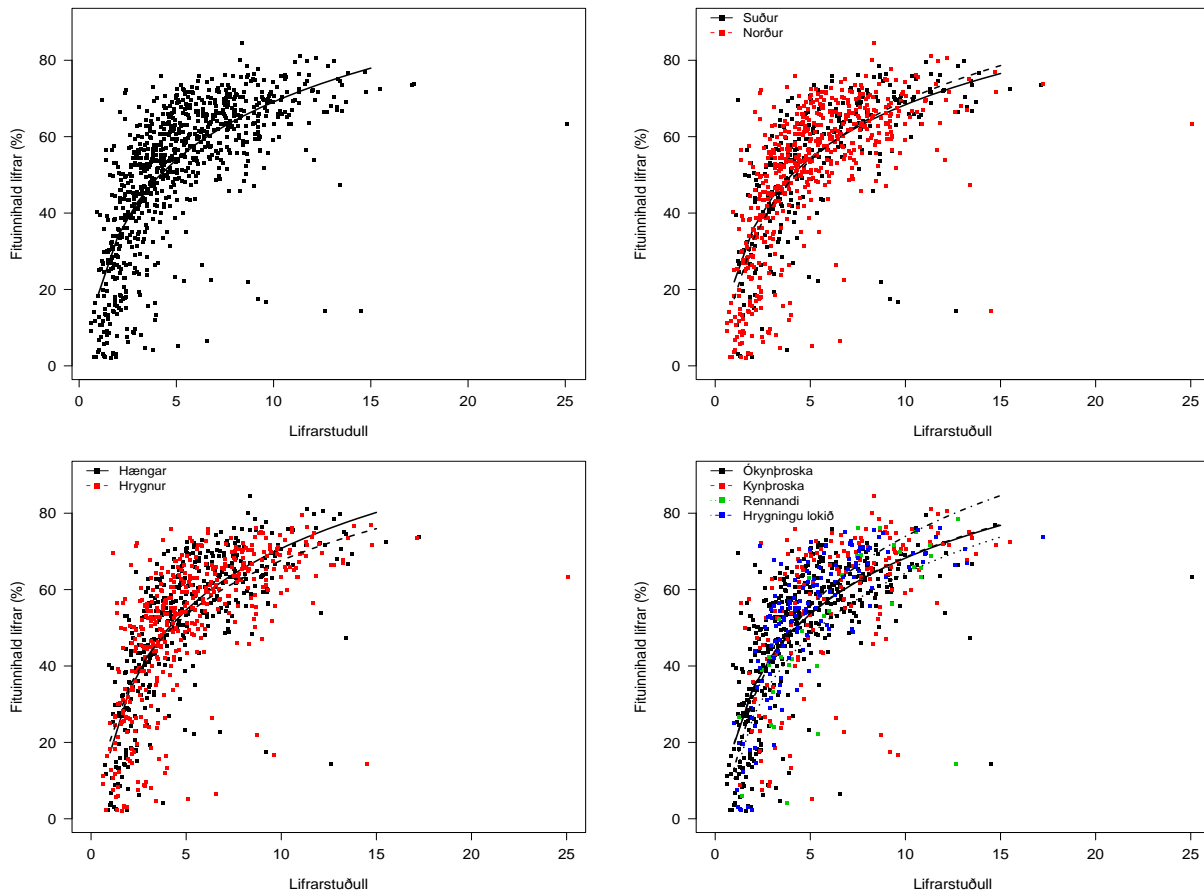 Suður
Norður
80
60
40
20
0
Fituinnihald lifrar (%)
0 5 10 15 20 25
Lifrarstudull
80
60
40
20
0
Fituinnihald lifrar (%)
0 5 10 15 20 25
Lifrarstuðull
Hængar
Hrygnur
80
60
40
20
0
Fituinnihald lifrar (%)
0 5 10 15 20 25
Lifrarstuðull
Ókynþroska
Kynþroska
Rennandi
Hrygningu lokið
80
60
40
20
0
Fituinnihald lifrar (%)
0 5 10 15 20 25
Lifrarstuðull